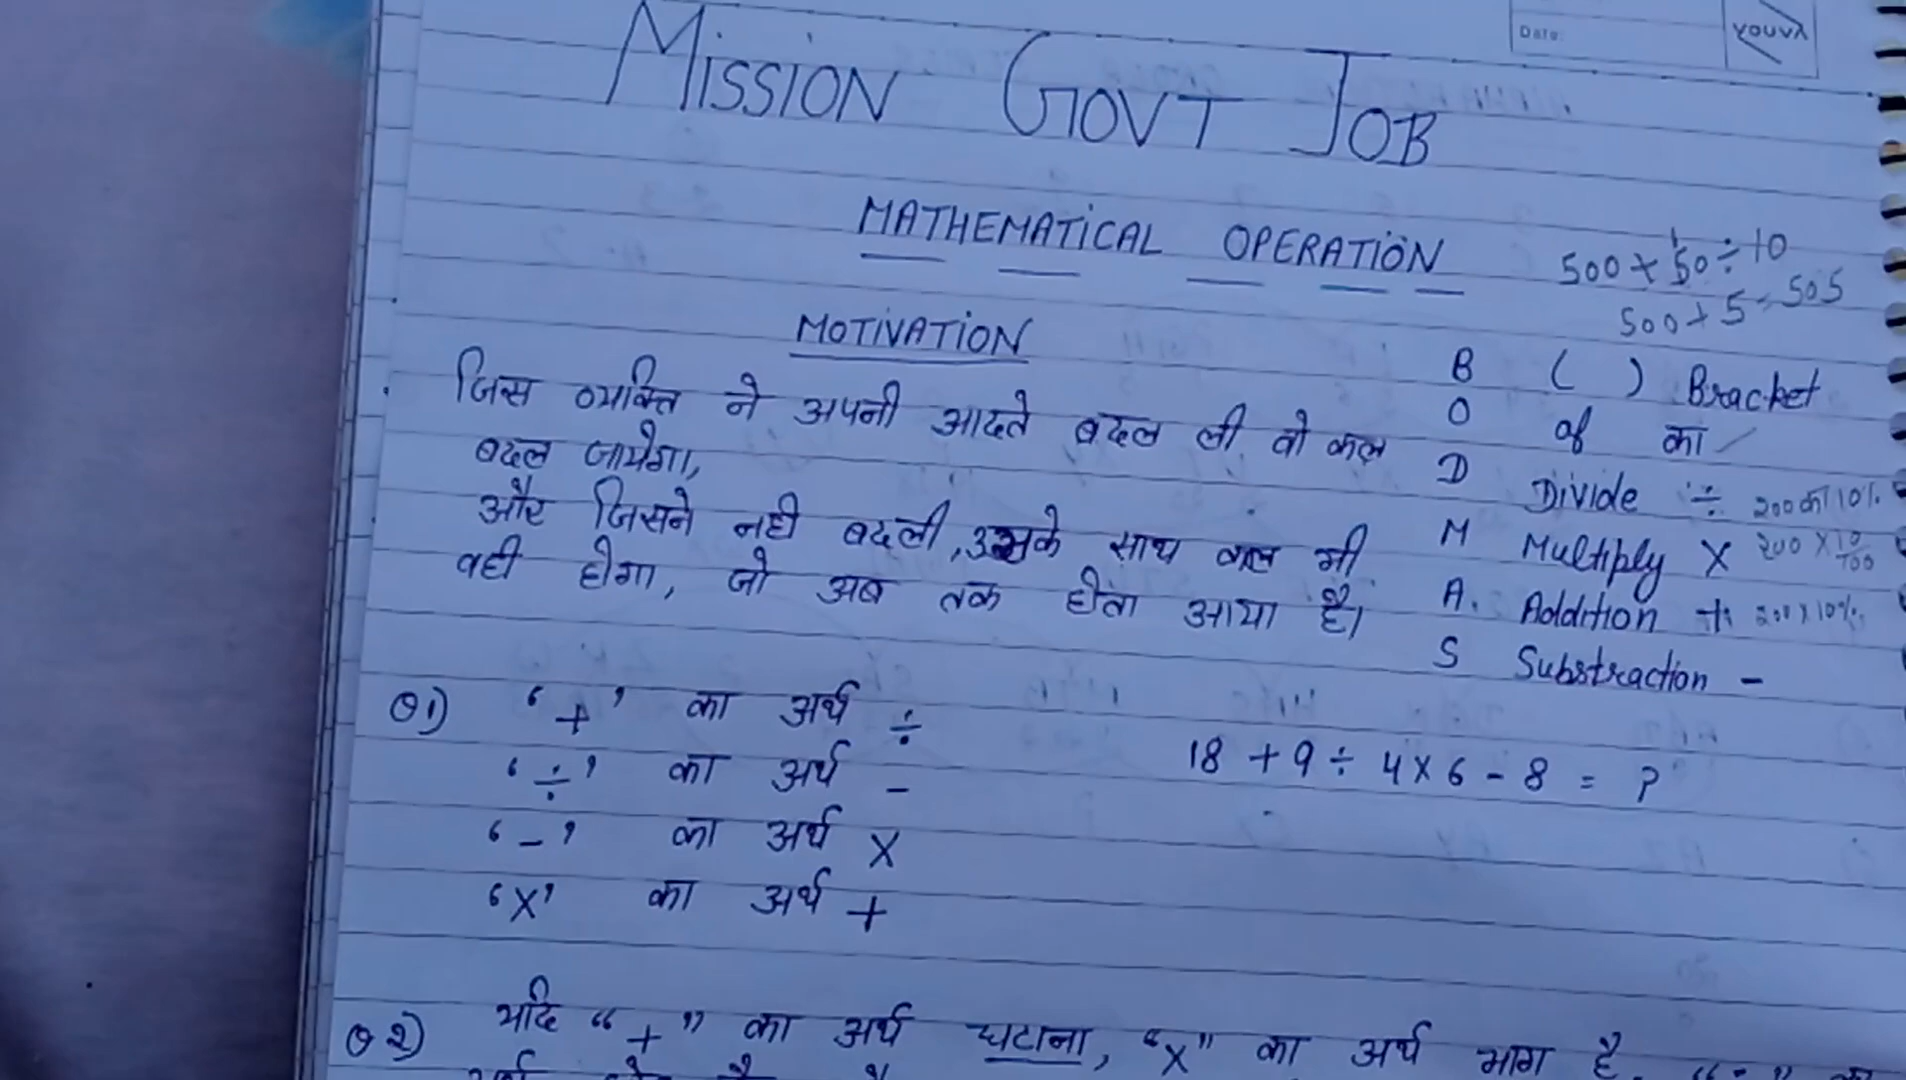 Date:
YOUVA
MISSION GOVT JOB
MATHEMATICAL OPERATION
500 + 50 ÷ 10
500 + 5 = 505
MOTIVATION
जिस व्यक्ति ने अपनी आदते बदल ली वो कल
बदल जायेगा,
और जिसने नही बदली, उसके साथ कल भी
वही होगा, जो अब तक होता आया है।
B ( ) Bracket
O of का
D Divide ÷ 200 का 10%
M Multiply × 200 × 10/100
A. Addition + 200 × 10%
S Substraction -
Q1) ‘+’ का अर्थ ÷
‘÷’ का अर्थ -
‘-’ का अर्थ ×
‘×’ का अर्थ +
18 + 9 ÷ 4 × 6 - 8 = ?
Q2) यदि “+” का अर्थ घटाना, “×” का अर्थ भाग है,